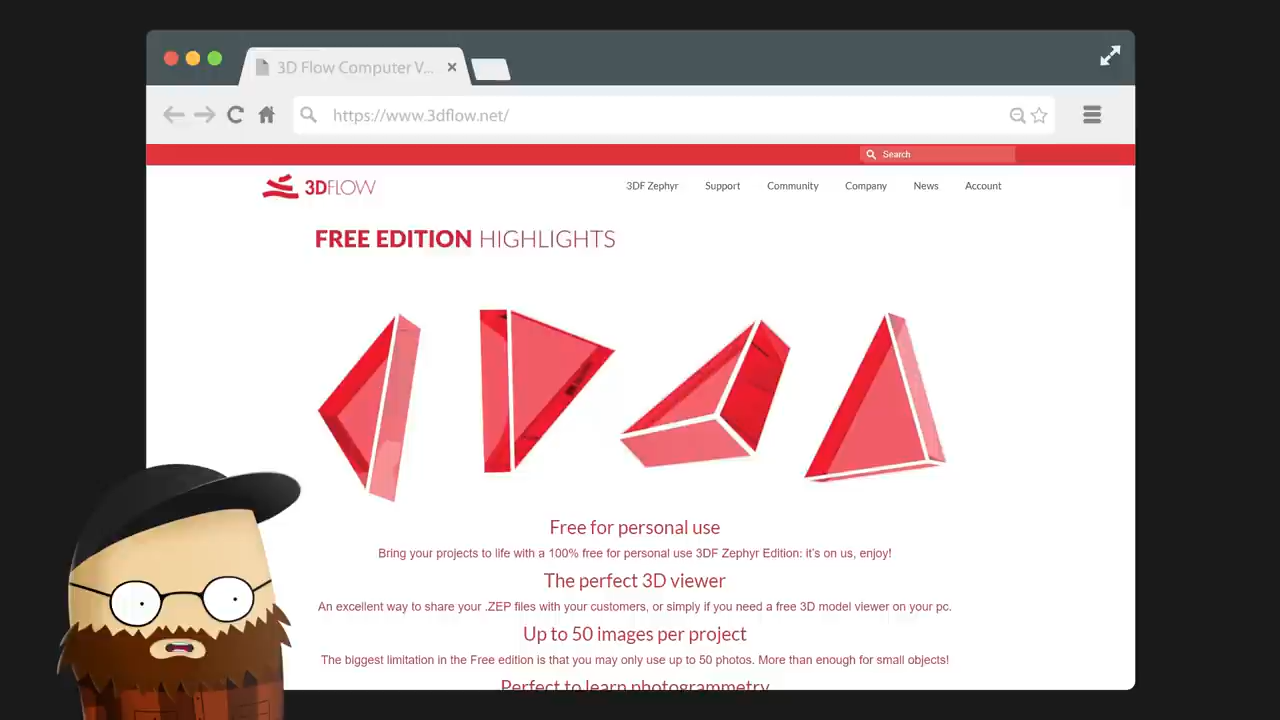 3D Flow Computer V...
https://www.3dflow.net/
Search
3DFLOW
3DF Zephyr Support Community Company News Account
FREE EDITION HIGHLIGHTS
Free for personal use
Bring your projects to life with a 100% free for personal use 3DF Zephyr Edition: it's on us, enjoy!
The perfect 3D viewer
An excellent way to share your .ZEP files with your customers, or simply if you need a free 3D model viewer on your pc.
Up to 50 images per project
The biggest limitation in the Free edition is that you may only use up to 50 photos. More than enough for small objects!
Perfect to learn photogrammetry